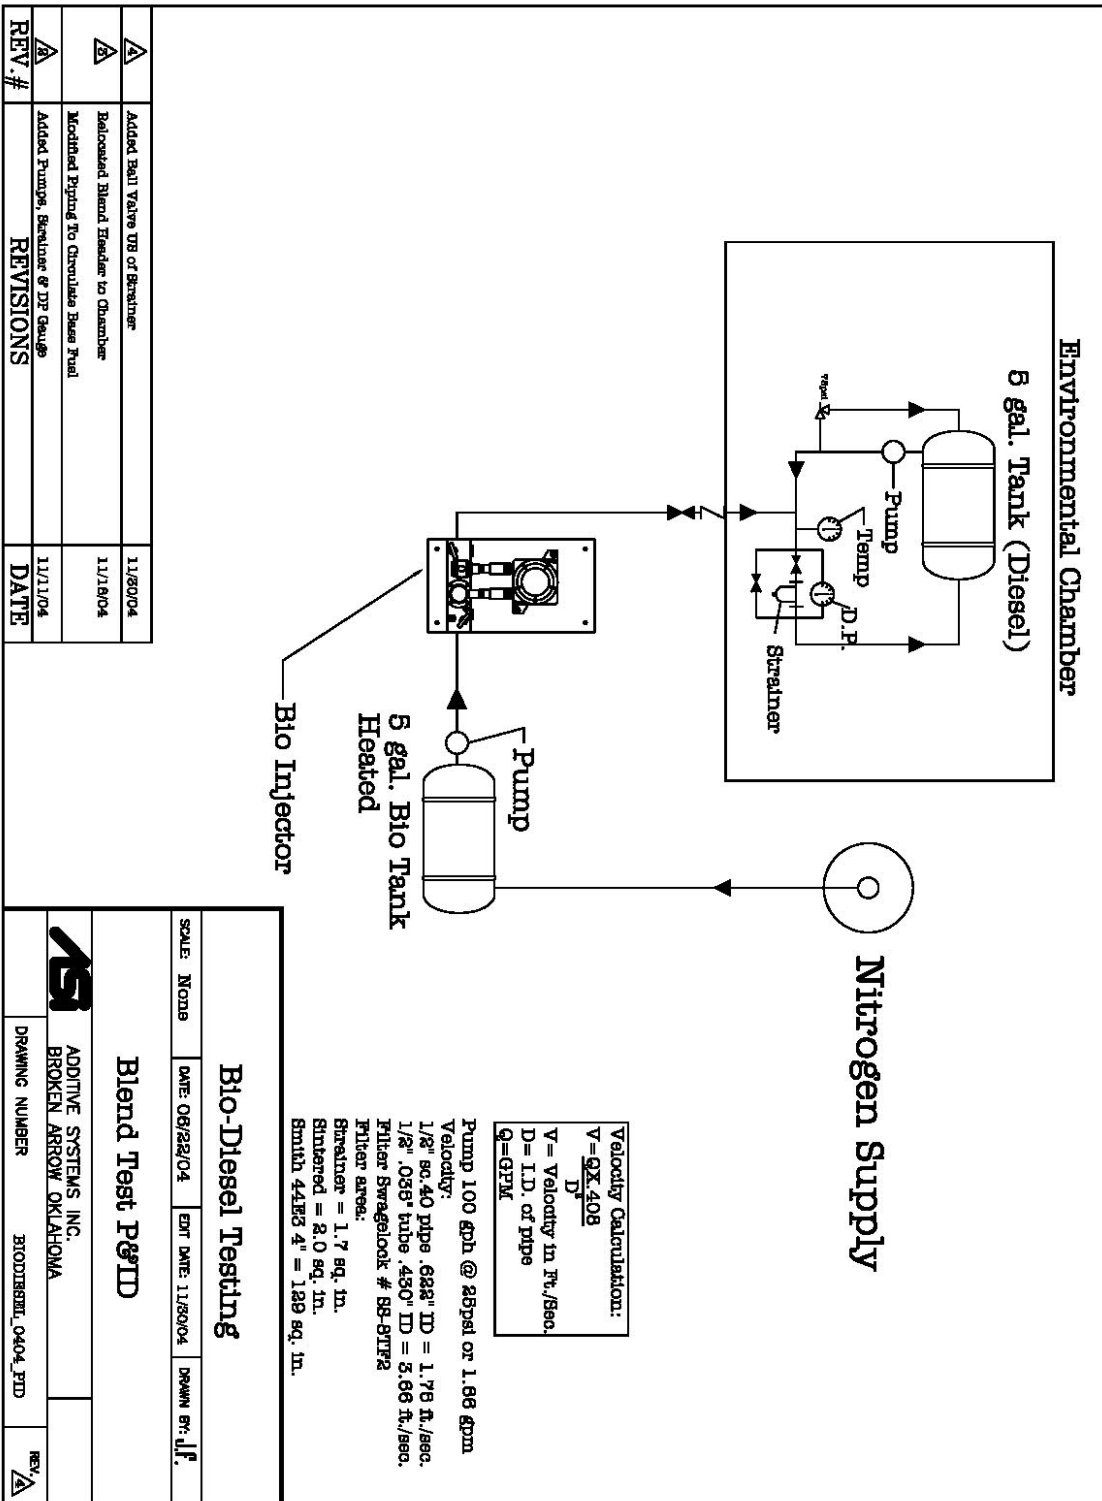 Environmental Chamber
5 gal. Tank (Diesel)
75psi
Pump
Temp
D.P.
Strainer
Nitrogen Supply
Pump
5 gal. Bio Tank
Heated
Bio Injector
Velocity Calculation:
V=QX.408
D²
V= Velocity in Ft./Sec.
D= I.D. of pipe
Q=GPM
Pump 100 gph @ 25psi or 1.66 gpm
Velocity:
1/2" sc.40 pipe .622" ID = 1.76 ft./sec.
1/2" .035" tube .430" ID = 3.66 ft./sec.
Filter Swagelock # SS-8TF2
Filter area:
Strainer = 1.7 sq. in.
Sintered = 2.0 sq. in.
Smith 44E3 4" = 129 sq. in.
4 Added Ball Valve US of Strainer 11/30/04
3 Relocated Blend Header to Chamber 11/18/04
Modified Piping To Circulate Base Fuel
2 Added Pumps, Strainer & DP Gauge 11/11/04
REV.# REVISIONS DATE
Bio-Diesel Testing
SCALE: None DATE: 06/22/04 EDIT DATE: 11/30/04 DRAWN BY: J.F.
Blend Test P&ID
ASi ADDITIVE SYSTEMS INC.
BROKEN ARROW OKLAHOMA
DRAWING NUMBER BIODIESEL_0404_PID REV. 4